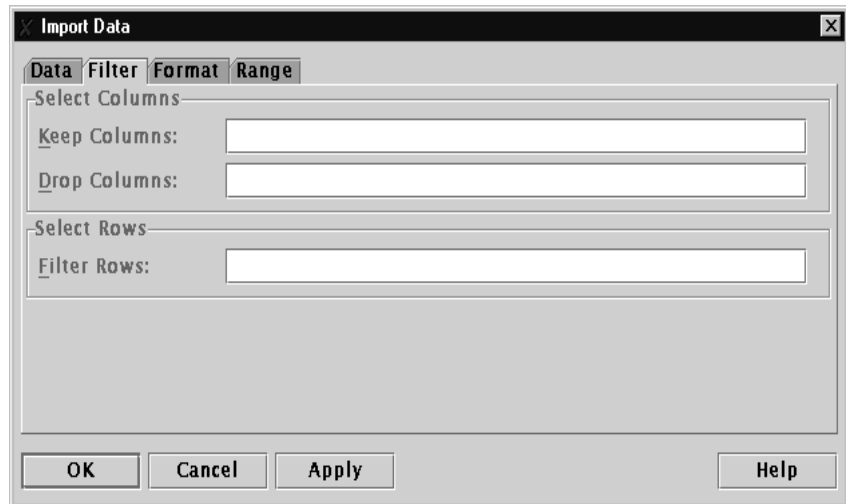 Import Data
Data Filter Format Range
Select Columns
Keep Columns:
Drop Columns:
Select Rows
Filter Rows:
OK Cancel Apply Help